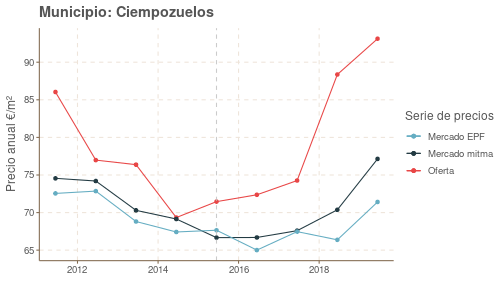 Municipio: Ciempozuelos
Precio anual €/m²
90
85
80
75
70
65
2012
2014
2016
2018
Serie de precios
Mercado EPF
Mercado mitma
Oferta